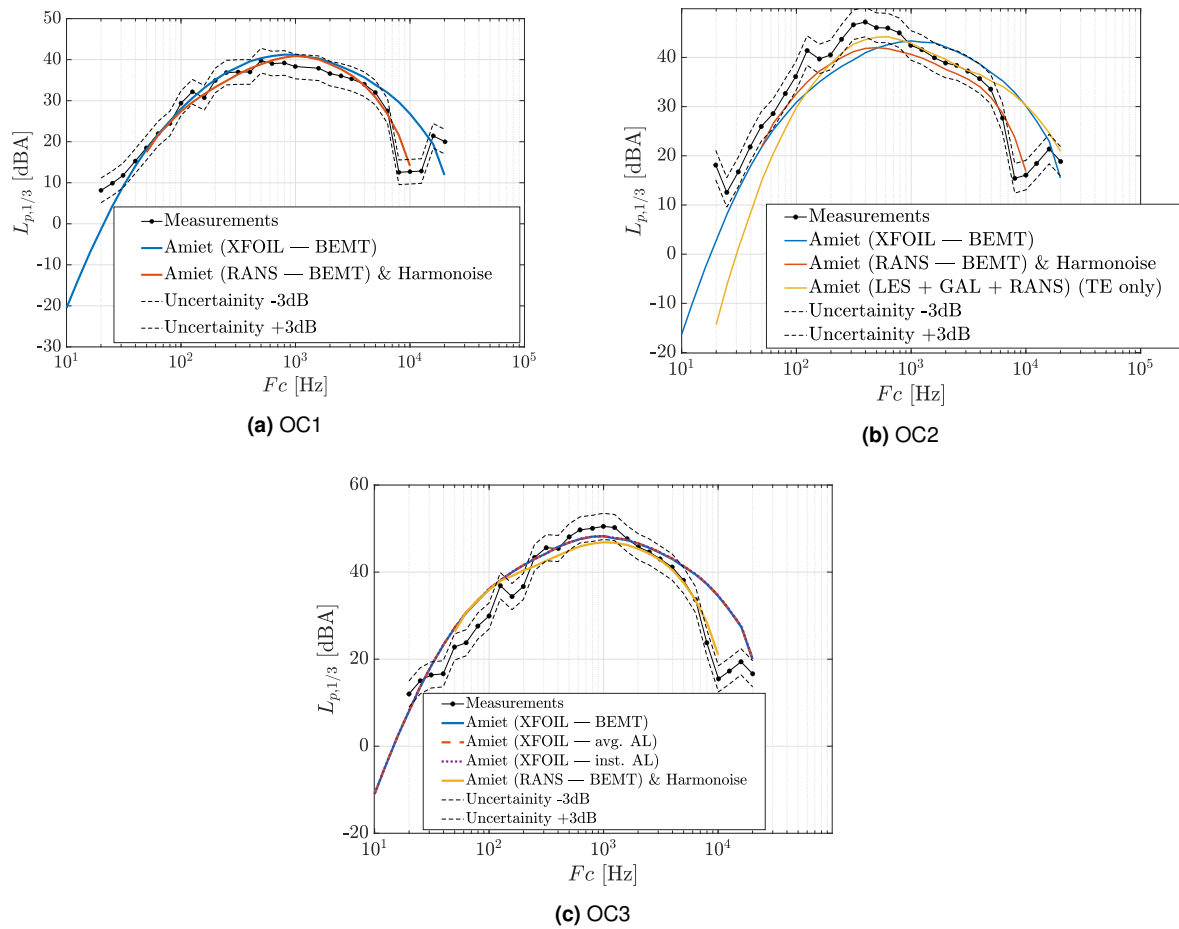 50
40
30
20
10
0
-10
-20
-30
L_{p,1/3} [dBA]
Measurements
Amiet (XFOIL — BEMT)
Amiet (RANS — BEMT) & Harmonoise
Uncertainity -3dB
Uncertainity +3dB
10^1 10^2 10^3 10^4 10^5
Fc [Hz]
(a) OC1
40
30
20
10
0
-10
-20
L_{p,1/3} [dBA]
Measurements
Amiet (XFOIL — BEMT)
Amiet (RANS — BEMT) & Harmonoise
Amiet (LES + GAL + RANS) (TE only)
Uncertainity -3dB
Uncertainity +3dB
10^1 10^2 10^3 10^4 10^5
Fc [Hz]
(b) OC2
60
40
20
0
-20
L_{p,1/3} [dBA]
Measurements
Amiet (XFOIL — BEMT)
Amiet (XFOIL — avg. AL)
Amiet (XFOIL — inst. AL)
Amiet (RANS — BEMT) & Harmonoise
Uncertainity -3dB
Uncertainity +3dB
10^1 10^2 10^3 10^4
Fc [Hz]
(c) OC3